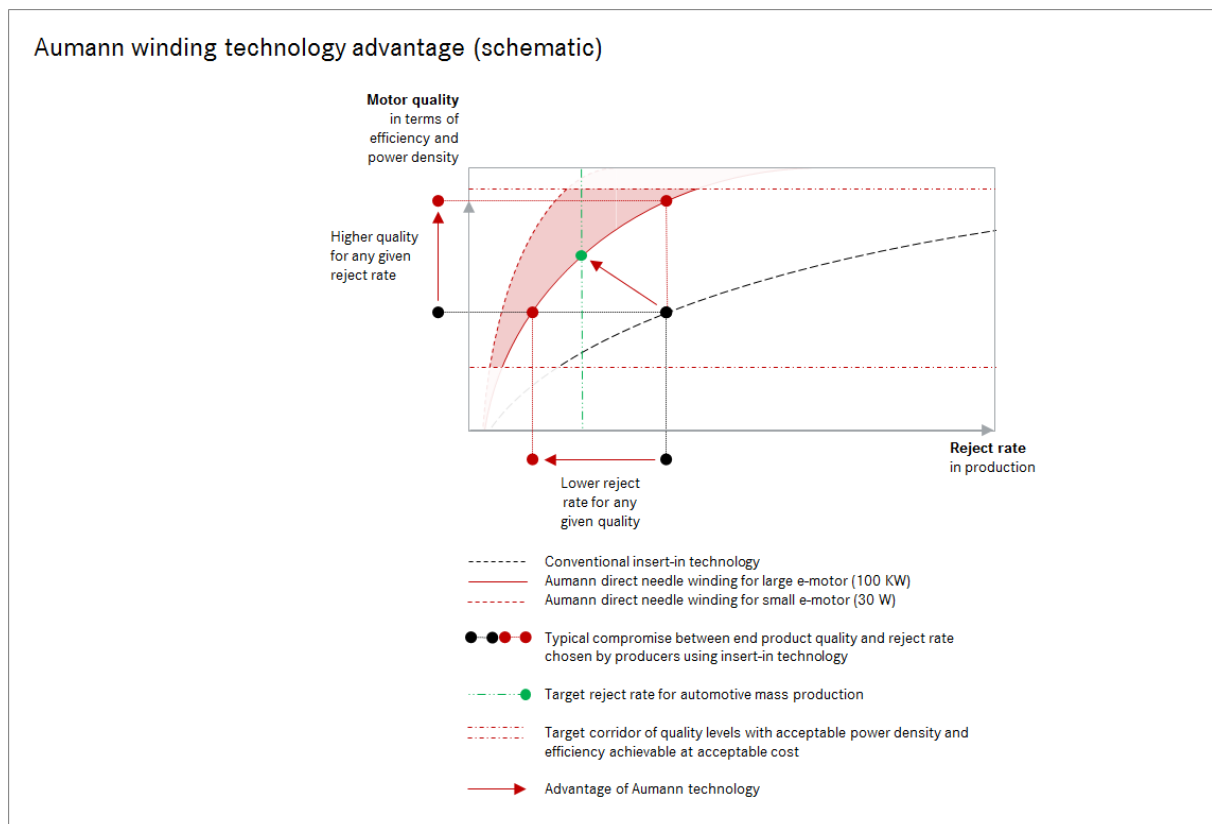 Aumann winding technology advantage (schematic)
Motor quality
in terms of
efficiency and
power density
Higher quality
for any given
reject rate
Reject rate
in production
Lower reject
rate for any
given quality
Conventional insert-in technology
Aumann direct needle winding for large e-motor (100 KW)
Aumann direct needle winding for small e-motor (30 W)
Typical compromise between end product quality and reject rate
chosen by producers using insert-in technology
Target reject rate for automotive mass production
Target corridor of quality levels with acceptable power density and
efficiency achievable at acceptable cost
Advantage of Aumann technology